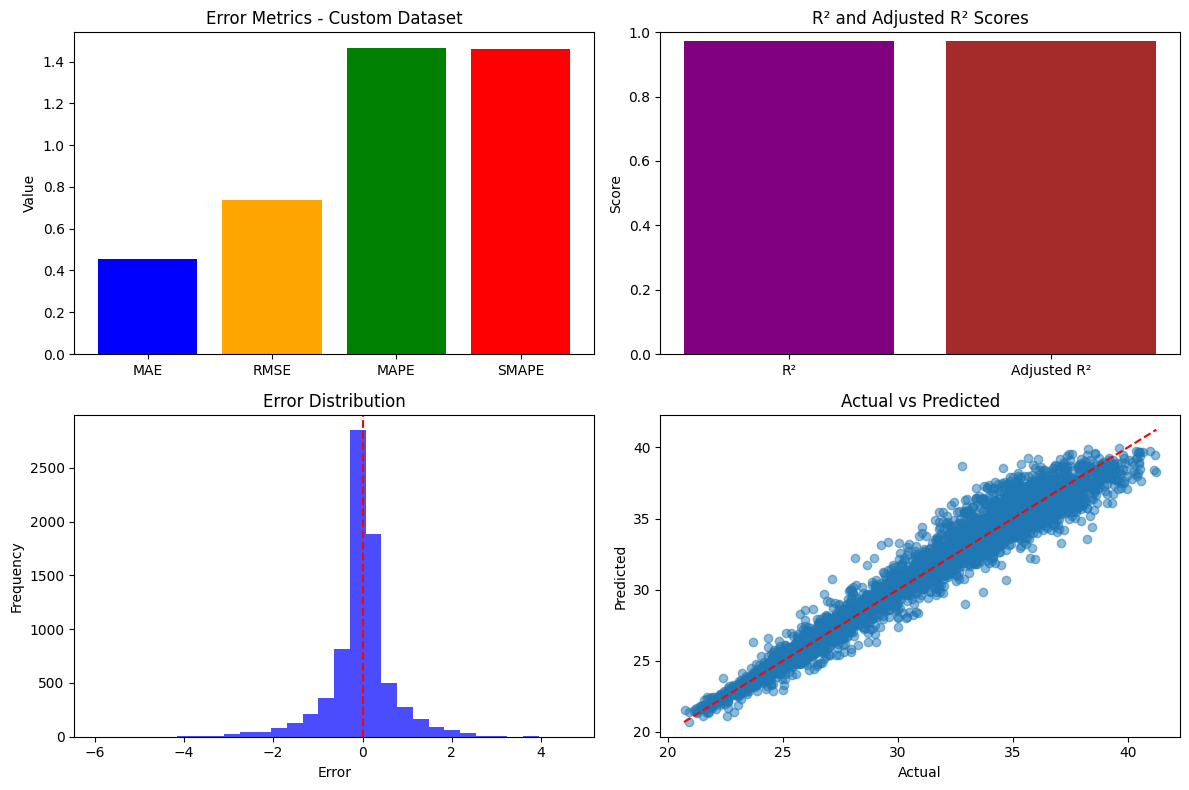 Error Metrics - Custom Dataset
Value
1.4
1.2
1.0
0.8
0.6
0.4
0.2
0.0
MAE RMSE MAPE SMAPE
R² and Adjusted R² Scores
Score
1.0
0.8
0.6
0.4
0.2
0.0
R² Adjusted R²
Error Distribution
Frequency
2500
2000
1500
1000
500
0
−6 −4 −2 0 2 4
Error
Actual vs Predicted
Predicted
40
35
30
25
20
20 25 30 35 40
Actual